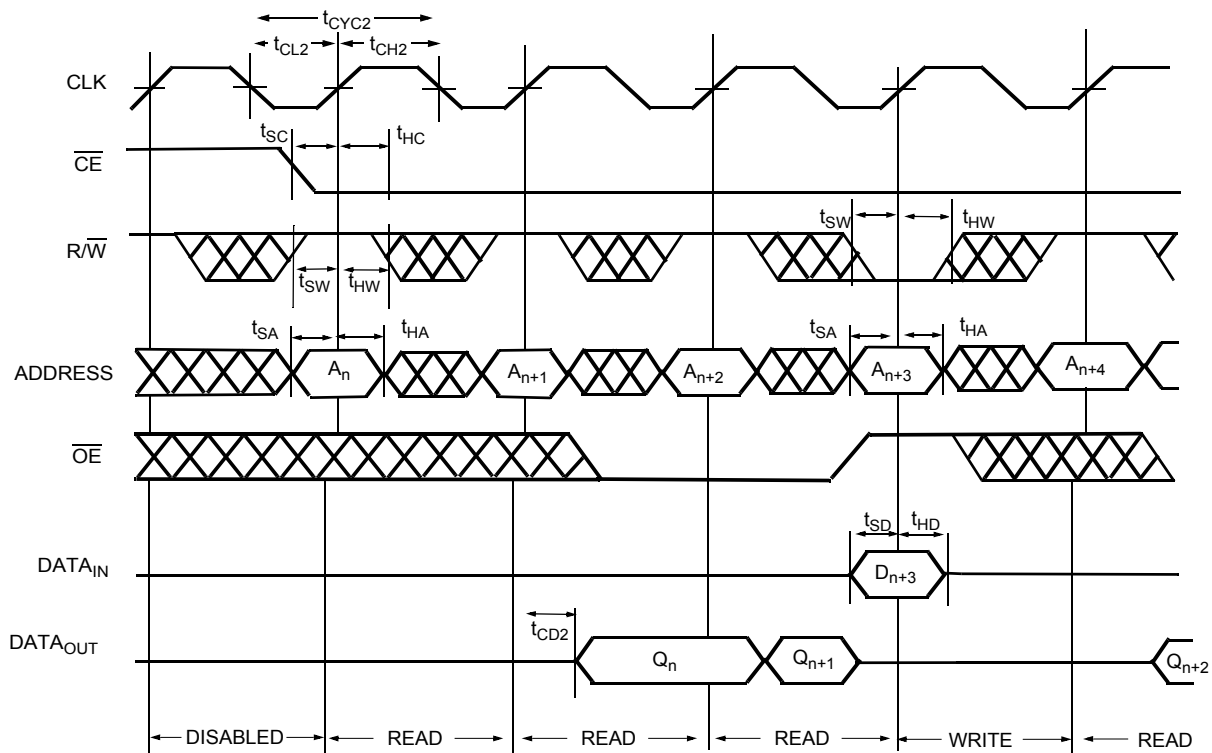 tCYC2
tCL2 tCH2
CLK
tSC tHC
CE
tSW tHW
R/W
tSW tHW
tSA tHA tSA tHA
ADDRESS An An+1 An+2 An+3 An+4
OE
tSD tHD
DATAIN Dn+3
tCD2
DATAOUT Qn Qn+1 Qn+2
DISABLED READ READ READ WRITE READ